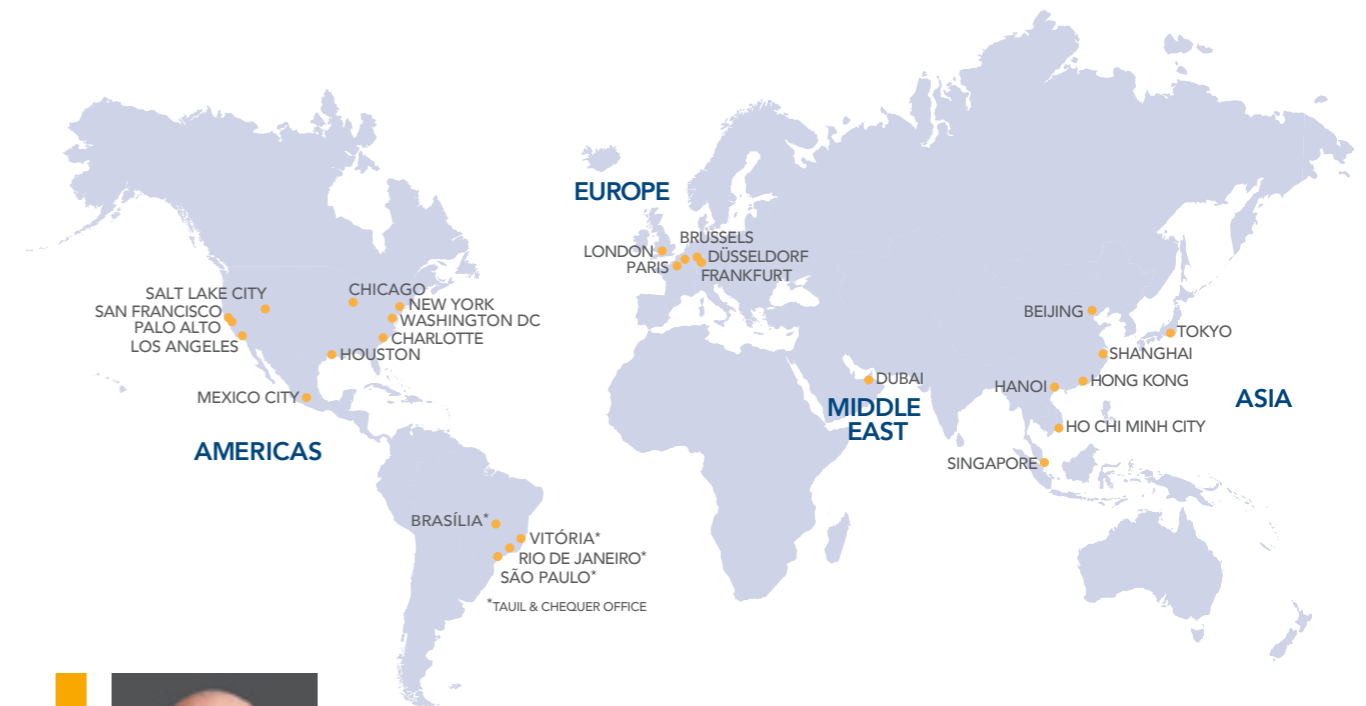 EUROPE
BRUSSELS
LONDON
DÜSSELDORF
PARIS
FRANKFURT
SALT LAKE CITY
CHICAGO
SAN FRANCISCO
NEW YORK
PALO ALTO
WASHINGTON DC
LOS ANGELES
CHARLOTTE
HOUSTON
MEXICO CITY
AMERICAS
BEIJING
TOKYO
SHANGHAI
DUBAI
HANOI
HONG KONG
MIDDLE
EAST
ASIA
HO CHI MINH CITY
SINGAPORE
BRASÍLIA*
VITÓRIA*
RIO DE JANEIRO*
SÃO PAULO*
*TAUIL & CHEQUER OFFICE